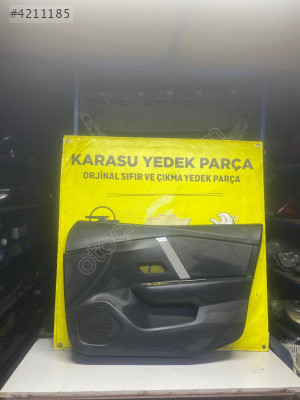 #4211185
KARASU YEDEK PARÇA
ORJİNAL SIFIR VE ÇIKMA YEDEK PARÇA